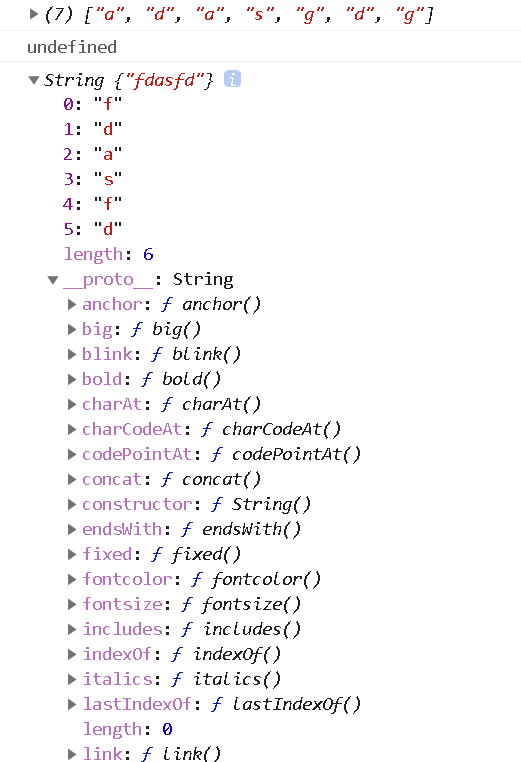 (7) ["a", "d", "a", "s", "g", "d", "g"]
undefined
String {"fdasfd"} i
0: "f"
1: "d"
2: "a"
3: "s"
4: "f"
5: "d"
length: 6
__proto__: String
anchor: ƒ anchor()
big: ƒ big()
blink: ƒ blink()
bold: ƒ bold()
charAt: ƒ charAt()
charCodeAt: ƒ charCodeAt()
codePointAt: ƒ codePointAt()
concat: ƒ concat()
constructor: ƒ String()
endsWith: ƒ endsWith()
fixed: ƒ fixed()
fontcolor: ƒ fontcolor()
fontsize: ƒ fontsize()
includes: ƒ includes()
indexOf: ƒ indexOf()
italics: ƒ italics()
lastIndexOf: ƒ lastIndexOf()
length: 0
link: ƒ link()